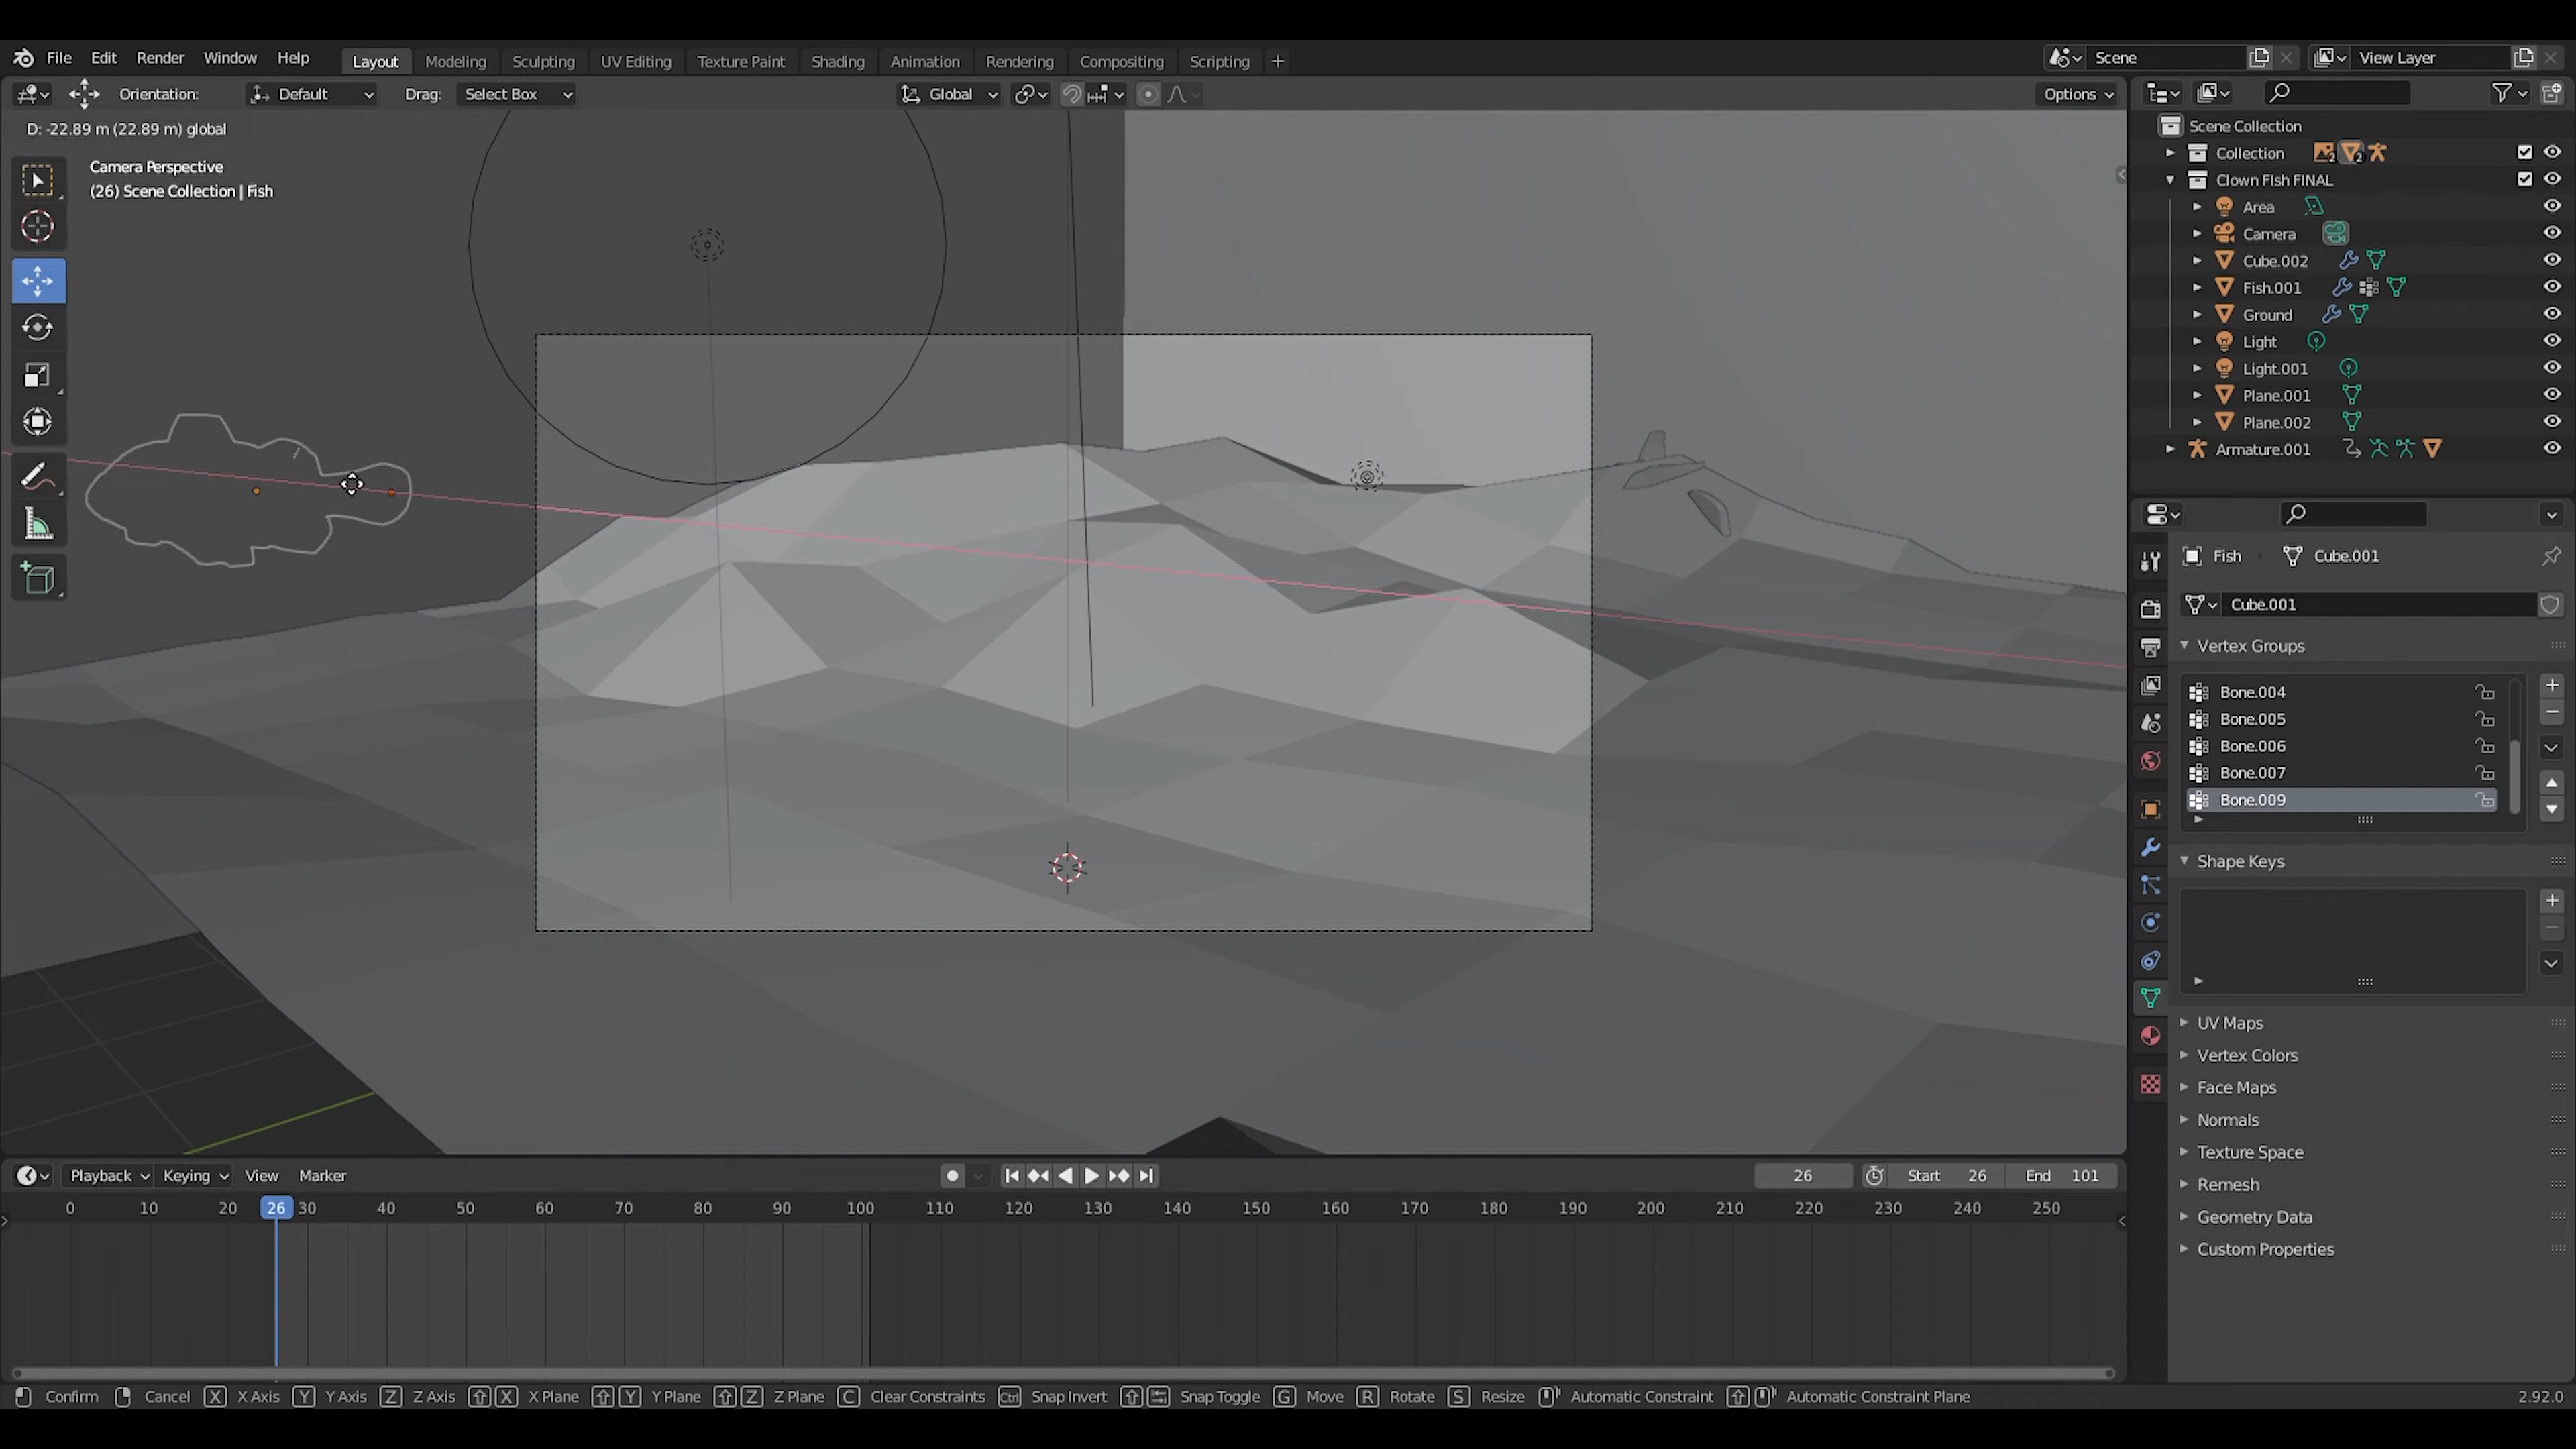 File Edit Render Window Help Layout Modeling Sculpting UV Editing Texture Paint Shading Animation Rendering Compositing Scripting + Scene View Layer
Orientation: Default Drag: Select Box Global Options
D: -22.89 m (22.89 m) global
Camera Perspective
(26) Scene Collection | Fish
Scene Collection
Collection 2 2
Clown FIsh FINAL
Area
Camera
Cube.002
Fish.001
Ground
Light
Light.001
Plane.001
Plane.002
Armature.001
Fish Cube.001
Cube.001
Vertex Groups
Bone.004
Bone.005
Bone.006
Bone.007
Bone.009
Shape Keys
UV Maps
Vertex Colors
Face Maps
Normals
Texture Space
Remesh
Geometry Data
Custom Properties
Playback Keying View Marker 26 Start 26 End 101
0 10 20 26 30 40 50 60 70 80 90 100 110 120 130 140 150 160 170 180 190 200 210 220 230 240 250
Confirm Cancel X X Axis Y Y Axis Z Z Axis X X Plane Y Y Plane Z Z Plane C Clear Constraints Ctrl Snap Invert Snap Toggle G Move R Rotate S Resize Automatic Constraint Automatic Constraint Plane 2.92.0